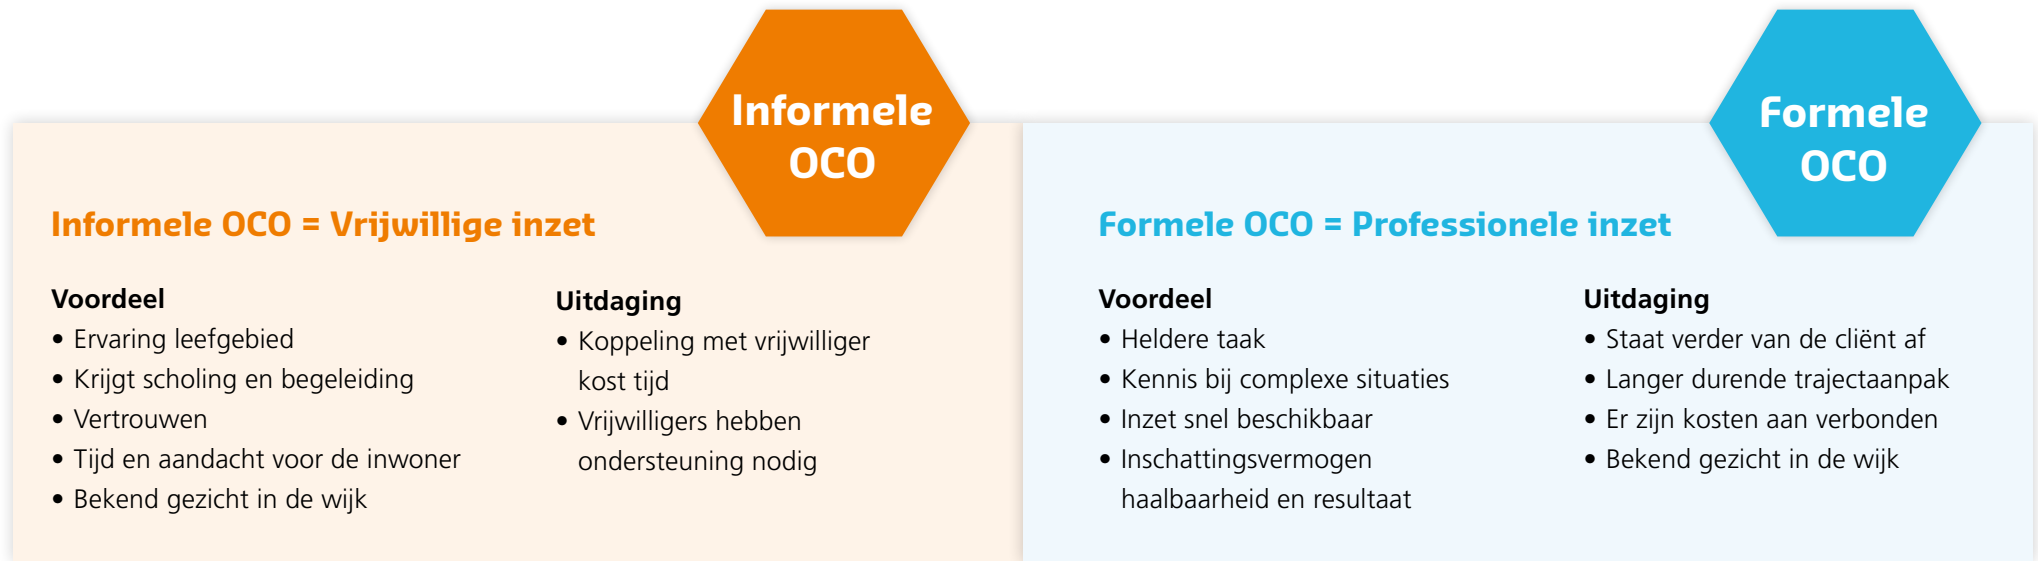 Informele
OCO
Informele OCO = Vrijwillige inzet
Voordeel
• Ervaring leefgebied
• Krijgt scholing en begeleiding
• Vertrouwen
• Tijd en aandacht voor de inwoner
• Bekend gezicht in de wijk
Uitdaging
• Koppeling met vrijwilliger
kost tijd
• Vrijwilligers hebben
ondersteuning nodig
Formele
OCO
Formele OCO = Professionele inzet
Voordeel
• Heldere taak
• Kennis bij complexe situaties
• Inzet snel beschikbaar
• Inschattingsvermogen
haalbaarheid en resultaat
Uitdaging
• Staat verder van de cliënt af
• Langer durende trajectaanpak
• Er zijn kosten aan verbonden
• Bekend gezicht in de wijk